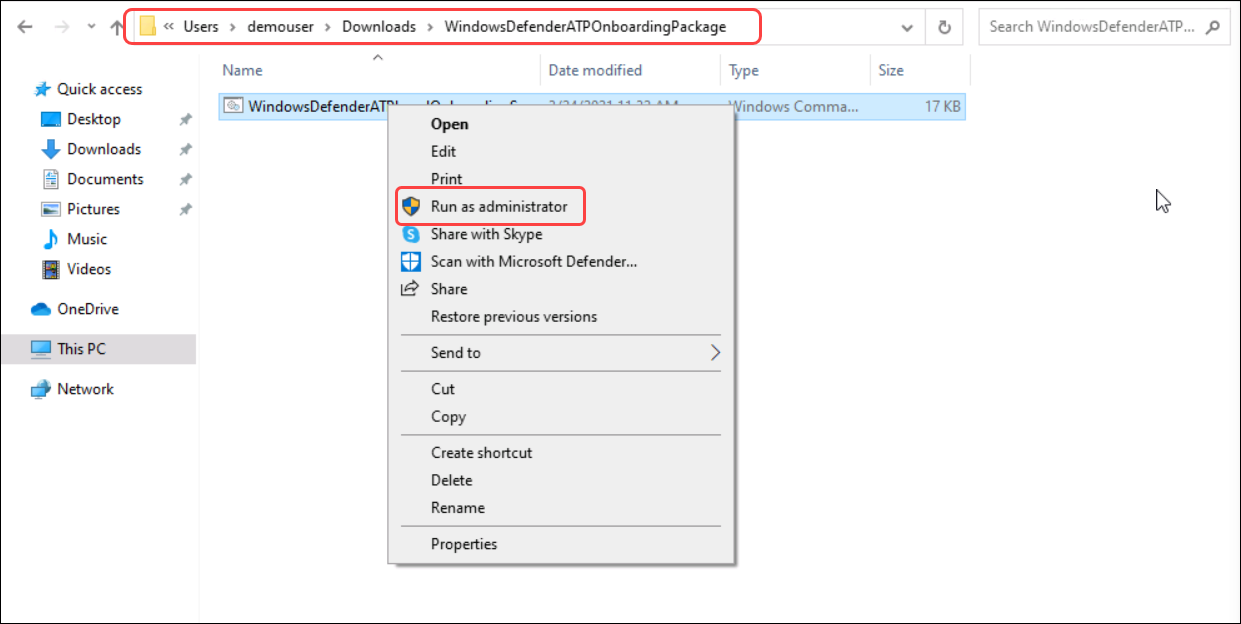 « Users > demouser > Downloads > WindowsDefenderATPOnboardingPackage
Search WindowsDefenderATP...
Name
Date modified
Type
Size
Quick access
Desktop
Downloads
Documents
Pictures
Music
Videos
OneDrive
This PC
Network
WindowsDefenderATP
Windows Comma...
17 KB
Open
Edit
Print
Run as administrator
Share with Skype
Scan with Microsoft Defender...
Share
Restore previous versions
Send to
Cut
Copy
Create shortcut
Delete
Rename
Properties